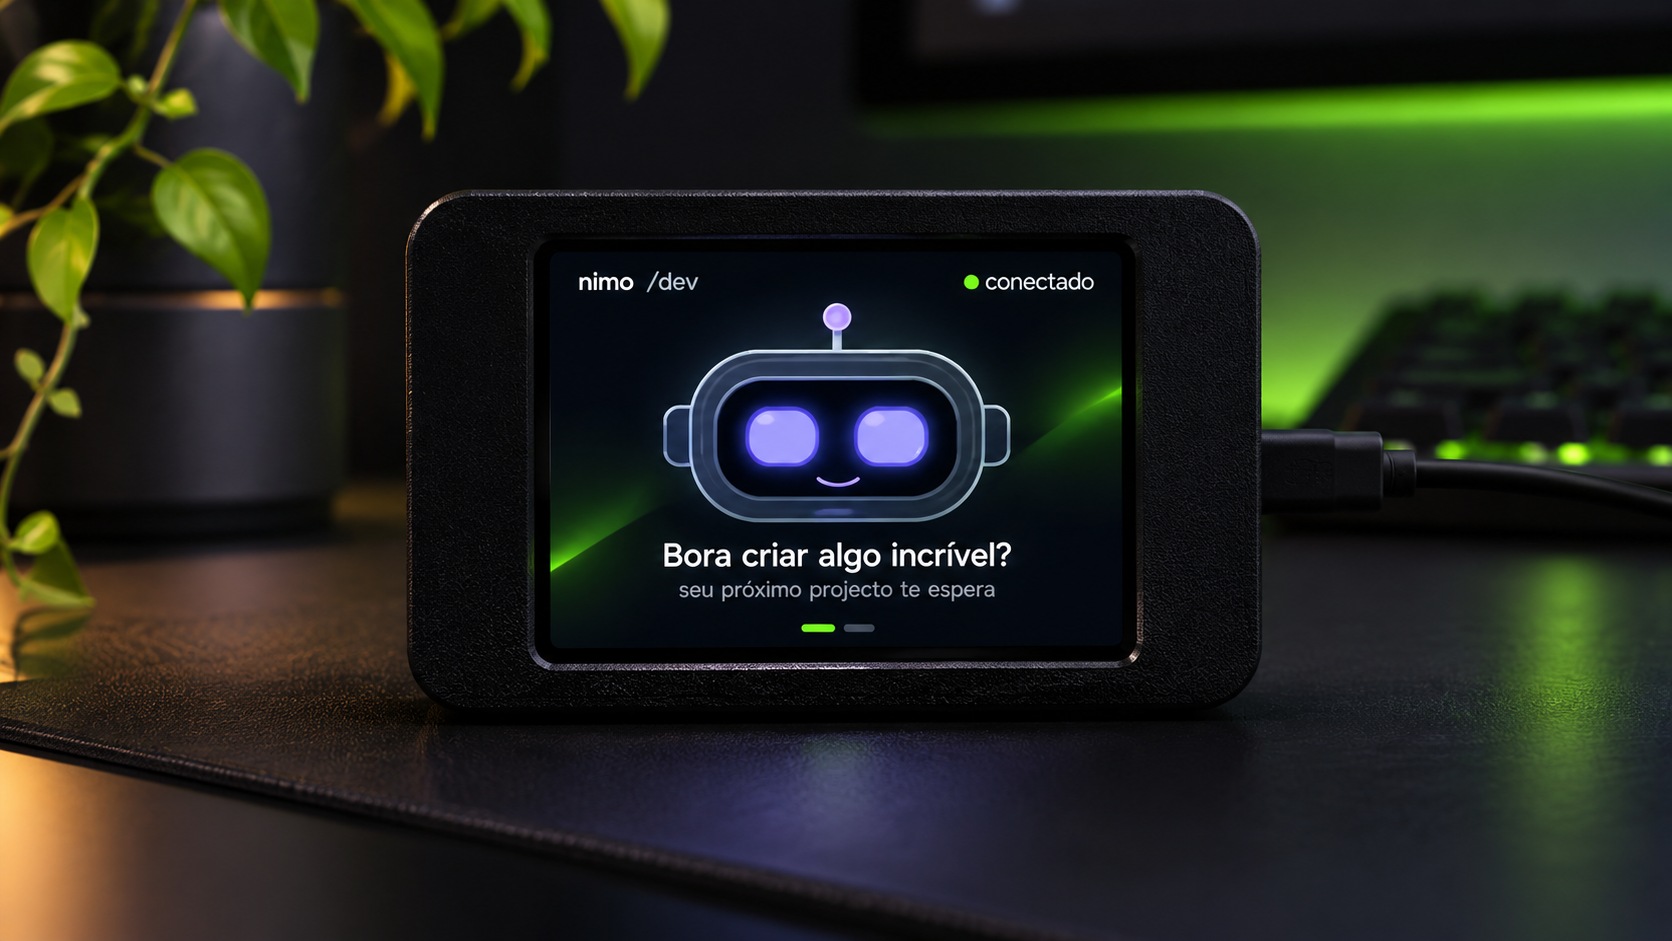 nimo /dev
conectado
Bora criar algo incrível?
seu próximo projecto te espera